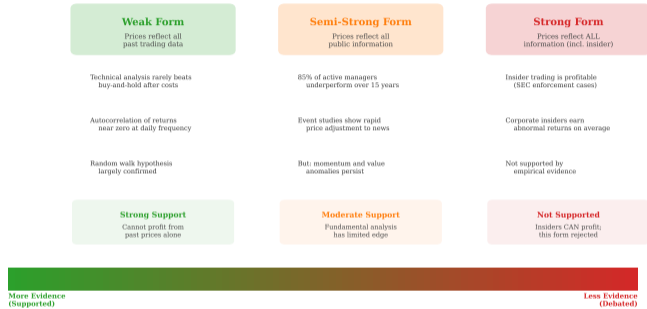 Weak Form
Prices reflect all
past trading data
Technical analysis rarely beats
buy-and-hold after costs
Autocorrelation of returns
near zero at daily frequency
Random walk hypothesis
largely confirmed
Strong Support
Cannot profit from
past prices alone
Semi-Strong Form
Prices reflect all
public information
85% of active managers
underperform over 15 years
Event studies show rapid
price adjustment to news
But: momentum and value
anomalies persist
Moderate Support
Fundamental analysis
has limited edge
Strong Form
Prices reflect ALL
information (incl. insider)
Insider trading is profitable
(SEC enforcement cases)
Corporate insiders earn
abnormal returns on average
Not supported by
empirical evidence
Not Supported
Insiders CAN profit;
this form rejected
More Evidence
(Supported)
Less Evidence
(Debated)